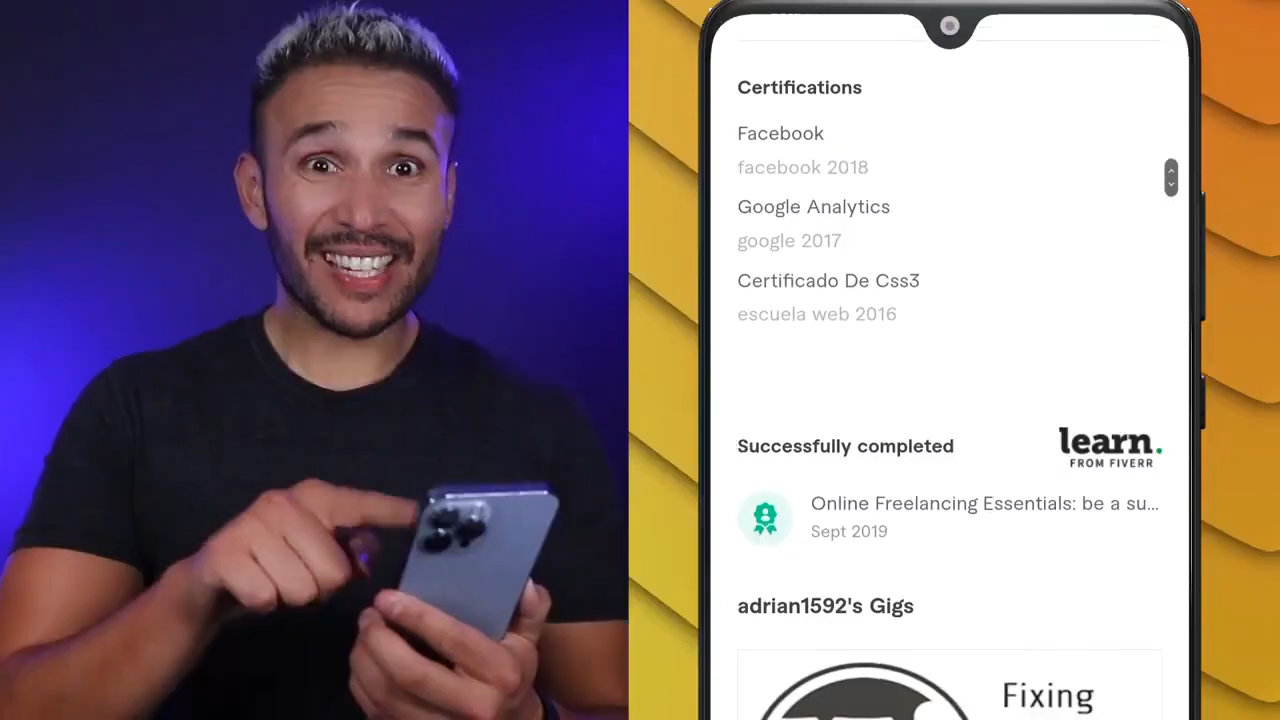 Certifications
Facebook
facebook 2018
Google Analytics
google 2017
Certificado De Css3
escuela web 2016
Successfully completed
learn.
FROM FIVERR
Online Freelancing Essentials: be a su...
Sept 2019
adrian1592's Gigs
Fixing